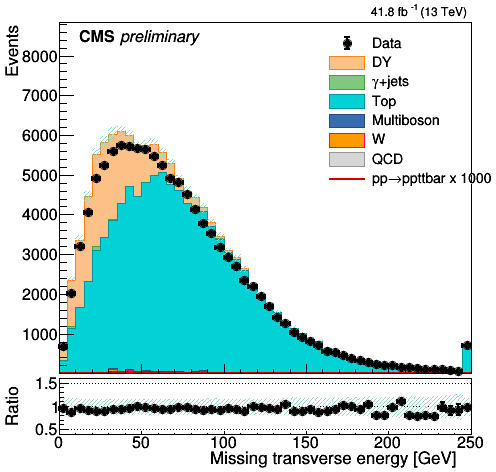 41.8 fb⁻¹ (13 TeV)
CMS preliminary
Events
8000
7000
6000
5000
4000
3000
2000
1000
Data
DY
γ+jets
Top
Multiboson
W
QCD
pp→ppttbar x 1000
Ratio
1.5
1
0.5
0 50 100 150 200 250
Missing transverse energy [GeV]